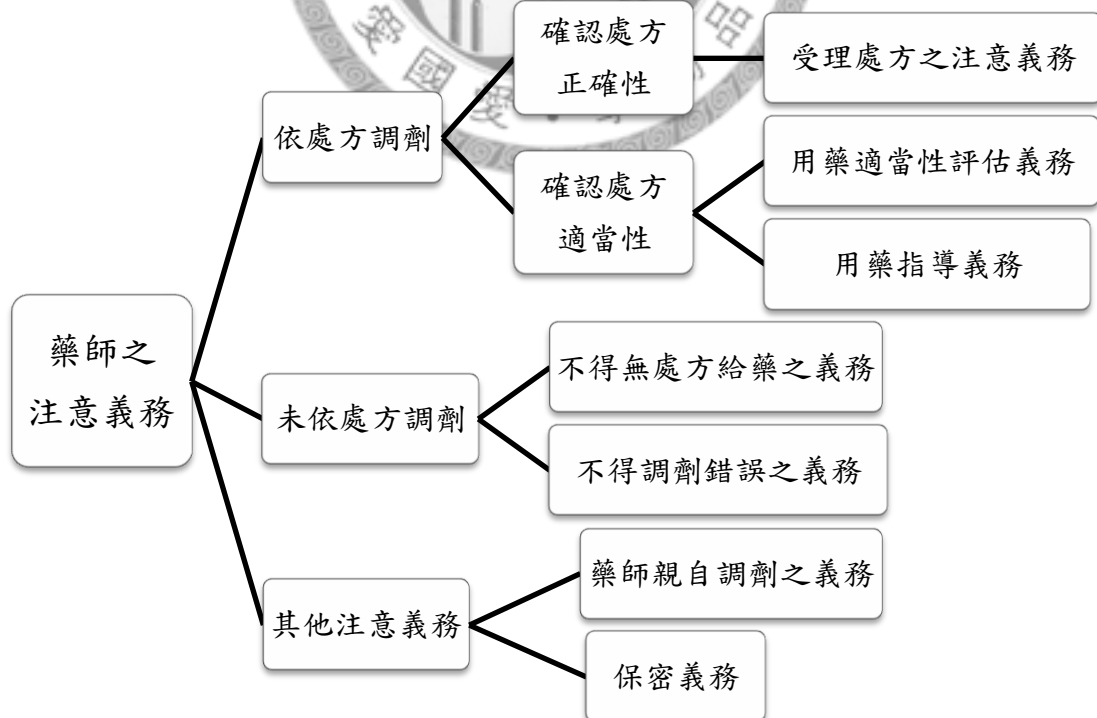 確認處方
正確性
受理處方之注意義務
依處方調劑
用藥適當性評估義務
確認處方
適當性
用藥指導義務
藥師之
注意義務
不得無處方給藥之義務
未依處方調劑
不得調劑錯誤之義務
藥師親自調劑之義務
其他注意義務
保密義務
愛國愛
品